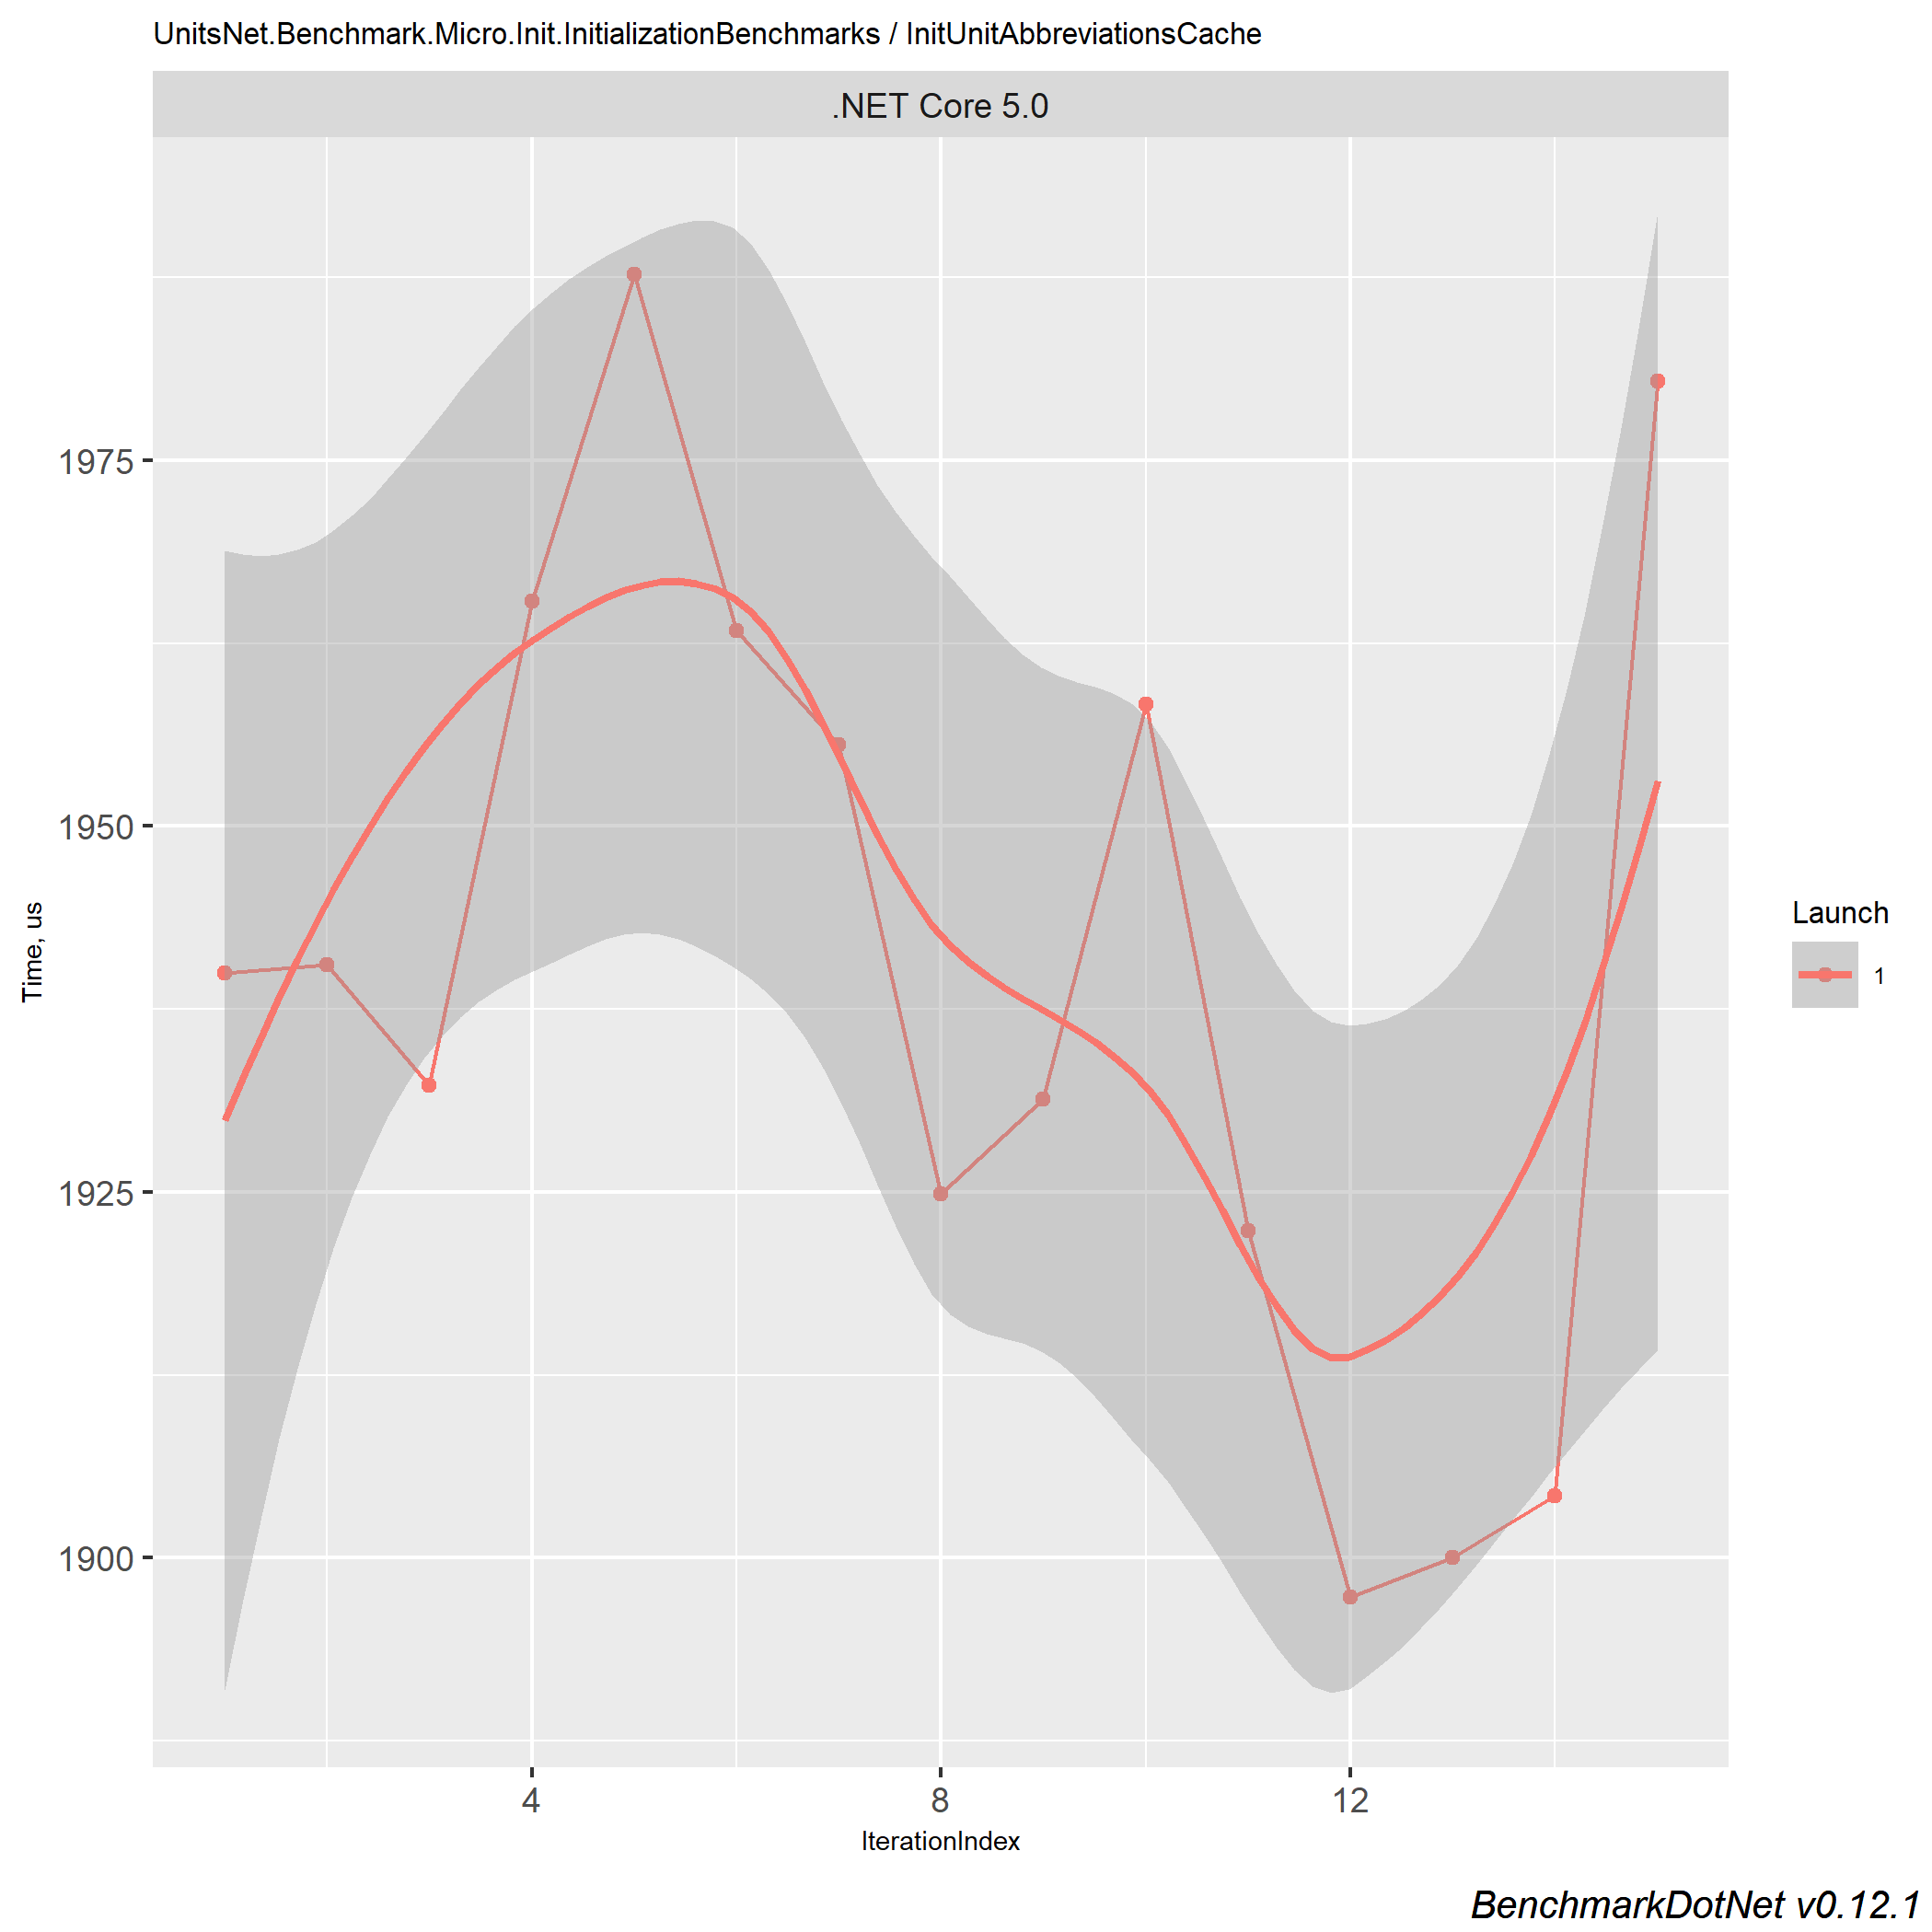 UnitsNet.Benchmark.Micro.Init.InitializationBenchmarks / InitUnitAbbreviationsCache
.NET Core 5.0
1975
1950
1925
1900
Time, us
4 8 12
IterationIndex
Launch
1
BenchmarkDotNet v0.12.1